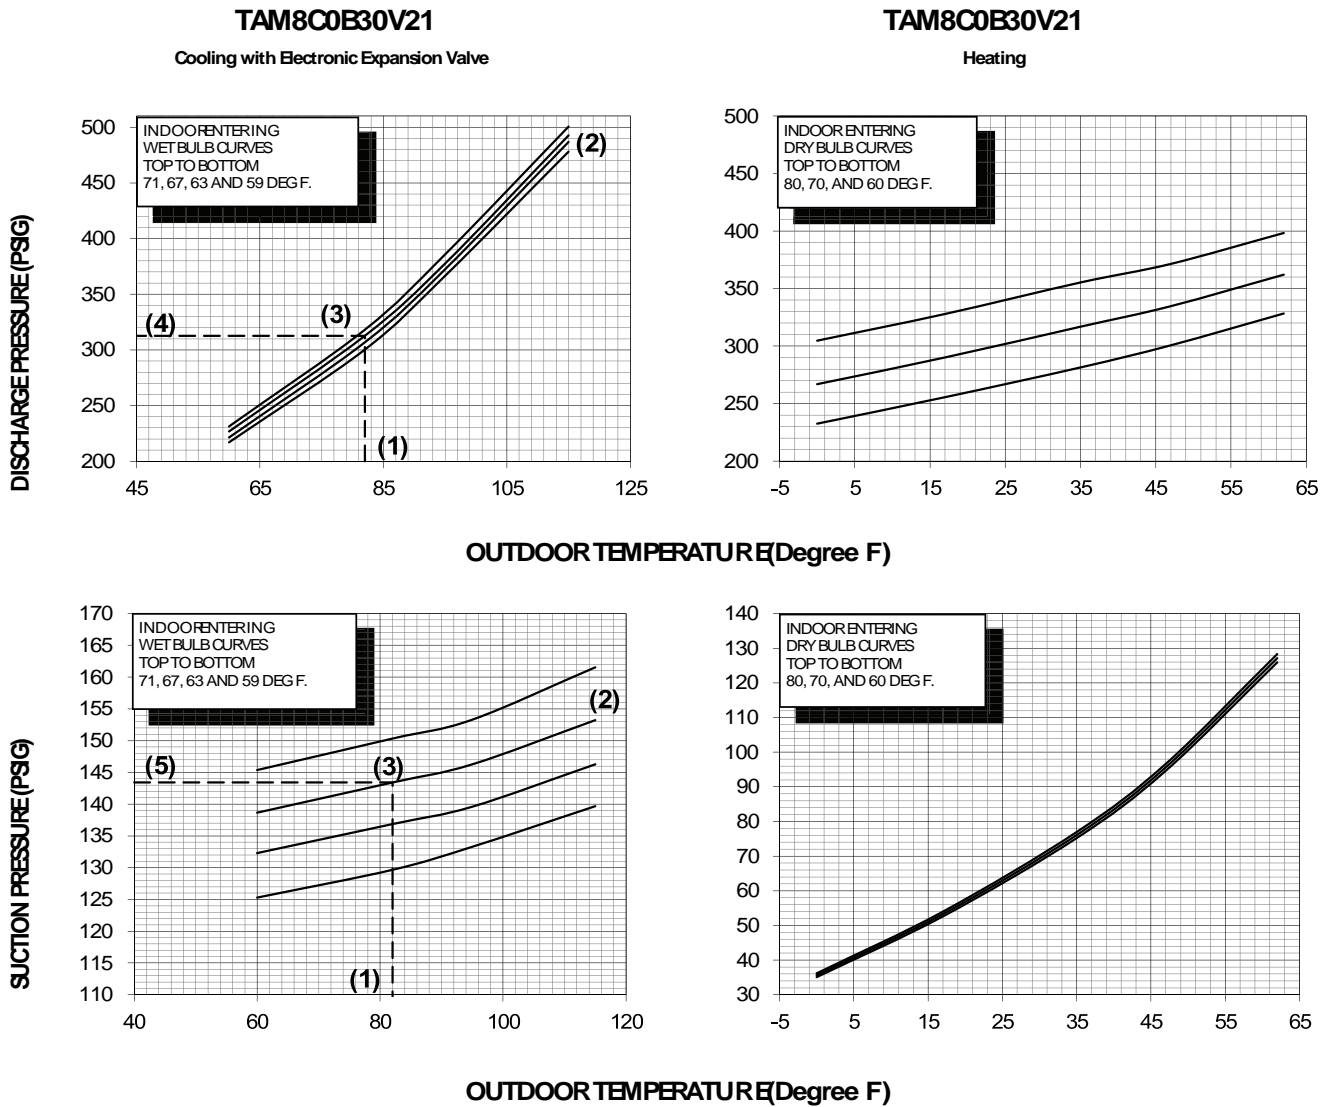 TAM8C0B30V21
Cooling with Electronic Expansion Valve
TAM8C0B30V21
Heating
DISCHARGE PRESSURE (PSIG)
500
450
400
350
300
250
200
45 65 85 105 125
INDOOR ENTERING
WET BULB CURVES
TOP TO BOTTOM
71, 67, 63 AND 59 DEG F.
(2)
(3)
(4)
(1)
500
450
400
350
300
250
200
-5 5 15 25 35 45 55 65
INDOOR ENTERING
DRY BULB CURVES
TOP TO BOTTOM
80, 70, AND 60 DEG F.
OUTDOOR TEMPERATURE (Degree F)
SUCTION PRESSURE (PSIG)
170
165
160
155
150
145
140
135
130
125
120
115
110
40 60 80 100 120
INDOOR ENTERING
WET BULB CURVES
TOP TO BOTTOM
71, 67, 63 AND 59 DEG F.
(2)
(5)
(3)
(1)
140
130
120
110
100
90
80
70
60
50
40
30
-5 5 15 25 35 45 55 65
INDOOR ENTERING
DRY BULB CURVES
TOP TO BOTTOM
80, 70, AND 60 DEG F.
OUTDOOR TEMPERATURE (Degree F)